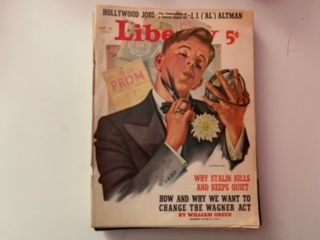 HOLLYWOOD JOBS
I. I. ('AL') ALTMAN
Liberty 5¢
PROM
WHY STALIN KILLS
AND KEEPS QUIET
HOW AND WHY WE WANT TO
CHANGE THE WAGNER ACT
BY WILLIAM GREEN